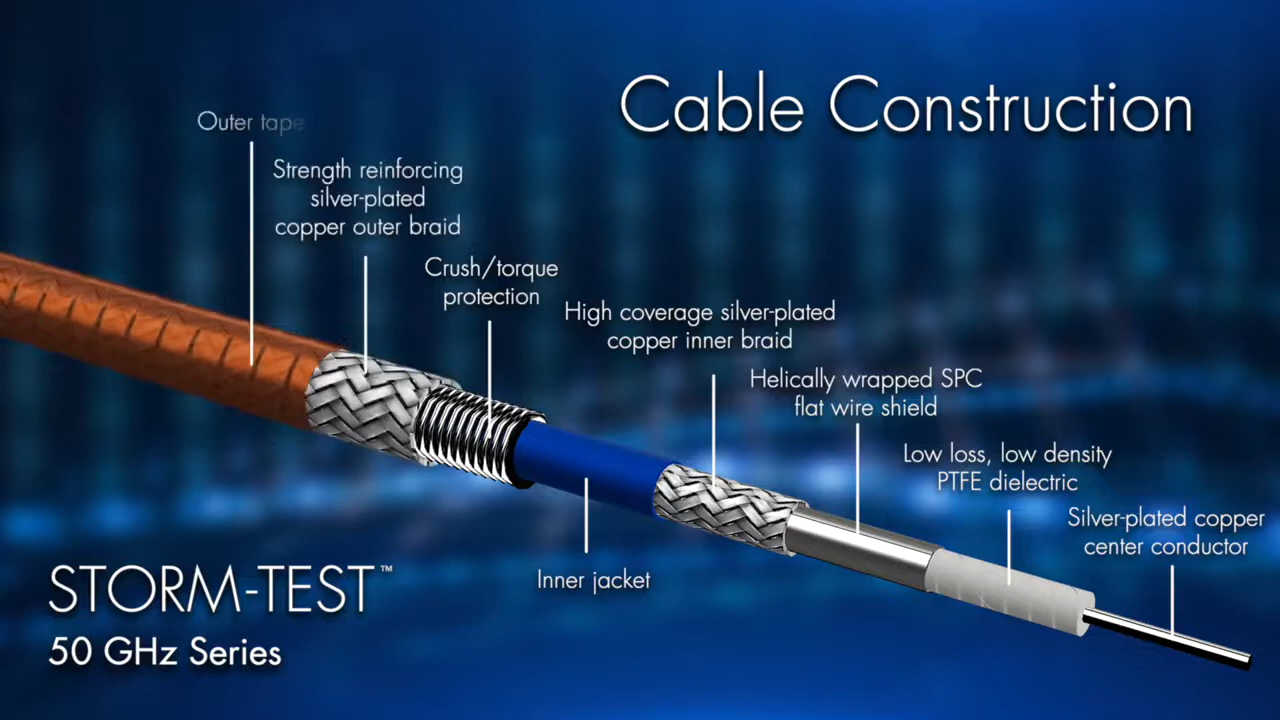 Cable Construction
Outer tape
Strength reinforcing
silver-plated
copper outer braid
Crush/torque
protection
High coverage silver-plated
copper inner braid
Helically wrapped SPC
flat wire shield
Low loss, low density
PTFE dielectric
Silver-plated copper
center conductor
Inner jacket
STORM-TEST™
50 GHz Series